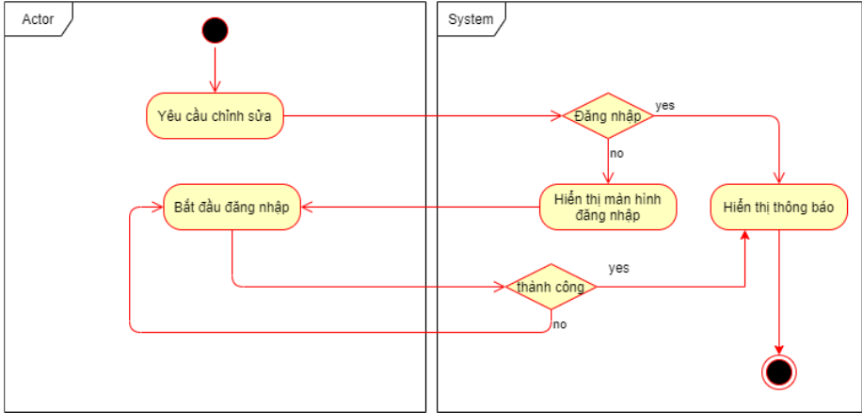 Actor
System
Yêu cầu chỉnh sửa
Đăng nhập
yes
no
Bắt đầu đăng nhập
Hiển thị màn hình
đăng nhập
Hiển thị thông báo
thành công
yes
no